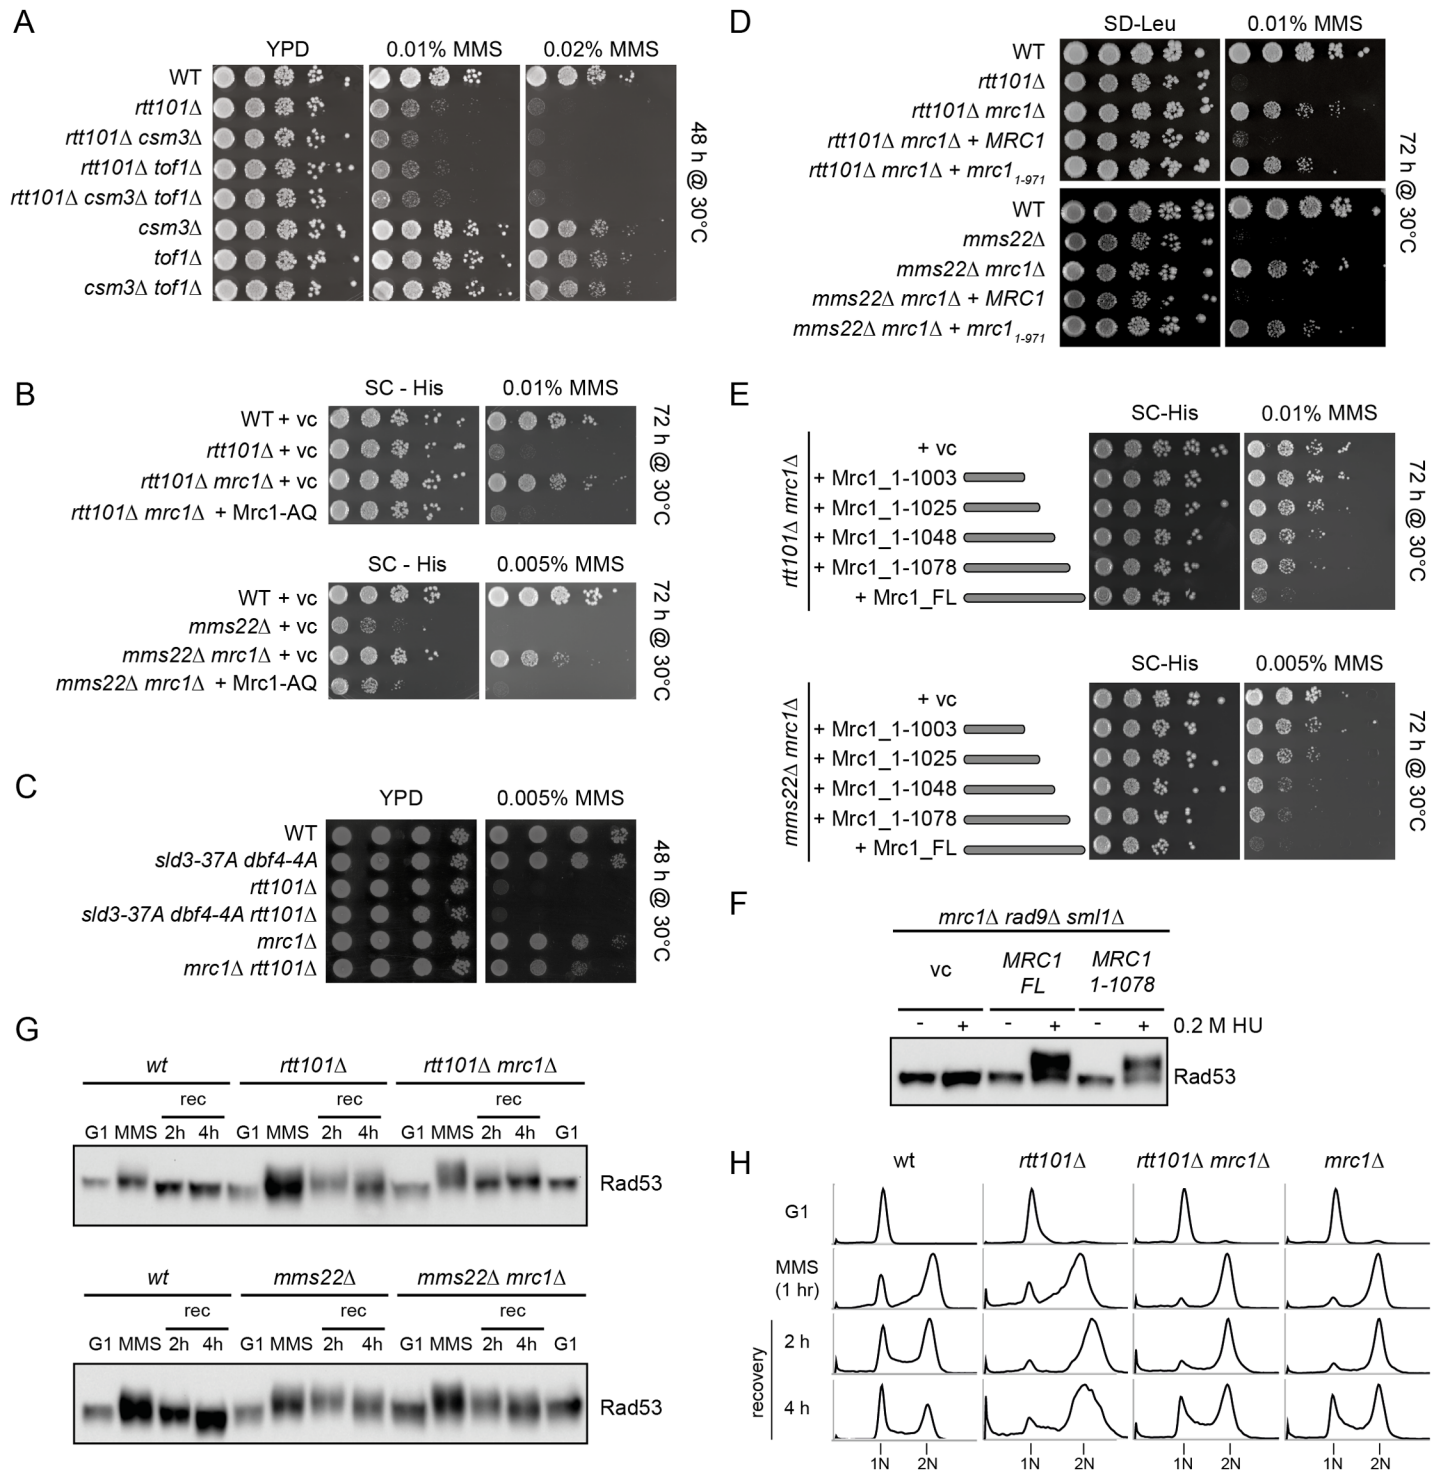 A
YPD
0.01% MMS
0.02% MMS
WT
rtt101Δ
rtt101Δ csm3Δ
rtt101Δ tof1Δ
rtt101Δ csm3Δ tof1Δ
csm3Δ
tof1Δ
csm3Δ tof1Δ
48 h @ 30°C
B
SC - His
0.01% MMS
WT + vc
rtt101Δ + vc
rtt101Δ mrc1Δ + vc
rtt101Δ mrc1Δ + Mrc1-AQ
72 h @ 30°C
SC - His
0.005% MMS
WT + vc
mms22Δ + vc
mms22Δ mrc1Δ + vc
mms22Δ mrc1Δ + Mrc1-AQ
72 h @ 30°C
C
YPD
0.005% MMS
WT
sld3-37A dbf4-4A
rtt101Δ
sld3-37A dbf4-4A rtt101Δ
mrc1Δ
mrc1Δ rtt101Δ
48 h @ 30°C
D
SD-Leu
0.01% MMS
WT
rtt101Δ
rtt101Δ mrc1Δ
rtt101Δ mrc1Δ + MRC1
rtt101Δ mrc1Δ + mrc1 1-971
WT
mms22Δ
mms22Δ mrc1Δ
mms22Δ mrc1Δ + MRC1
mms22Δ mrc1Δ + mrc1 1-971
72 h @ 30°C
E
SC-His
0.01% MMS
rtt101Δ mrc1Δ
+ vc
+ Mrc1_1-1003
+ Mrc1_1-1025
+ Mrc1_1-1048
+ Mrc1_1-1078
+ Mrc1_FL
72 h @ 30°C
SC-His
0.005% MMS
mms22Δ mrc1Δ
+ vc
+ Mrc1_1-1003
+ Mrc1_1-1025
+ Mrc1_1-1048
+ Mrc1_1-1078
+ Mrc1_FL
72 h @ 30°C
F
mrc1Δ rad9Δ sml1Δ
vc
MRC1 FL
MRC1 1-1078
- + - + - + 0.2 M HU
Rad53
G
wt rtt101Δ rtt101Δ mrc1Δ
rec rec rec
G1 MMS 2h 4h G1 MMS 2h 4h G1 MMS 2h 4h G1
Rad53
wt mms22Δ mms22Δ mrc1Δ
rec rec rec
G1 MMS 2h 4h G1 MMS 2h 4h G1 MMS 2h 4h G1
Rad53
H
wt rtt101Δ rtt101Δ mrc1Δ mrc1Δ
G1
MMS
(1 hr)
recovery
2 h
4 h
1N 2N 1N 2N 1N 2N 1N 2N